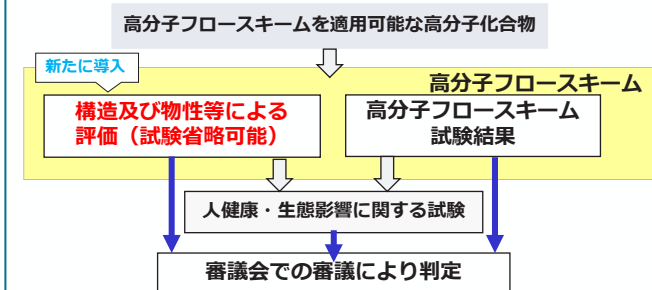 高分子フロースキームを適用可能な高分子化合物
新たに導入
高分子フロースキーム
構造及び物性等による
評価（試験省略可能）
高分子フロースキーム
試験結果
人健康・生態影響に関する試験
審議会での審議により判定